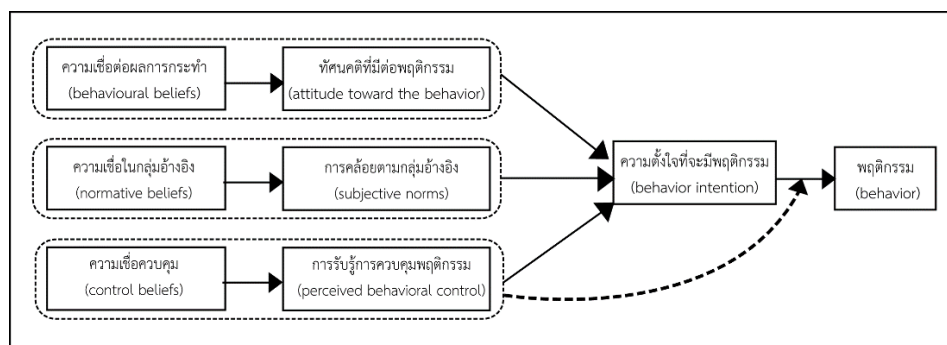 ความเชื่อต่อผลการกระทำ
(behavioural beliefs)
ทัศนคติที่มีต่อพฤติกรรม
(attitude toward the behavior)
ความเชื่อในกลุ่มอ้างอิง
(normative beliefs)
การคล้อยตามกลุ่มอ้างอิง
(subjective norms)
ความตั้งใจที่จะมีพฤติกรรม
(behavior intention)
พฤติกรรม
(behavior)
ความเชื่อควบคุม
(control beliefs)
การรับรู้การควบคุมพฤติกรรม
(perceived behavioral control)